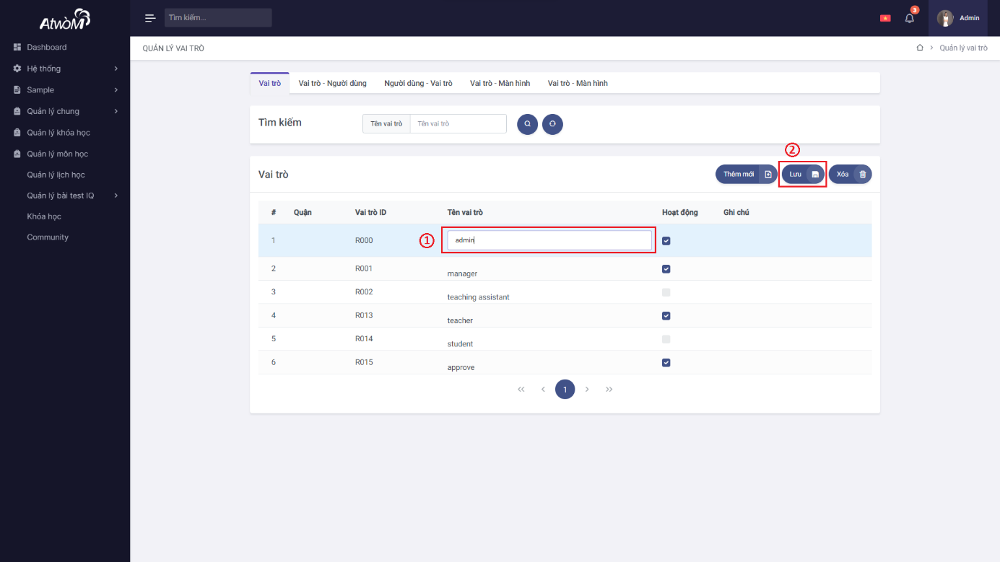 AtwòM
Tìm kiếm...
3
Admin
Dashboard
Hệ thống
Sample
Quản lý chung
Quản lý khóa học
Quản lý môn học
Quản lý lịch học
Quản lý bài test IQ
Khóa học
Community
QUẢN LÝ VAI TRÒ
Quản lý vai trò
Vai trò Vai trò - Người dùng Người dùng - Vai trò Vai trò - Màn hình Vai trò - Màn hình
Tìm kiếm Tên vai trò Tên vai trò
2
Vai trò Thêm mới Lưu Xóa
# Quận Vai trò ID Tên vai trò Hoạt động Ghi chú
1 R000 1 admin
2 R001 manager
3 R002 teaching assistant
4 R013 teacher
5 R014 student
6 R015 approve
1